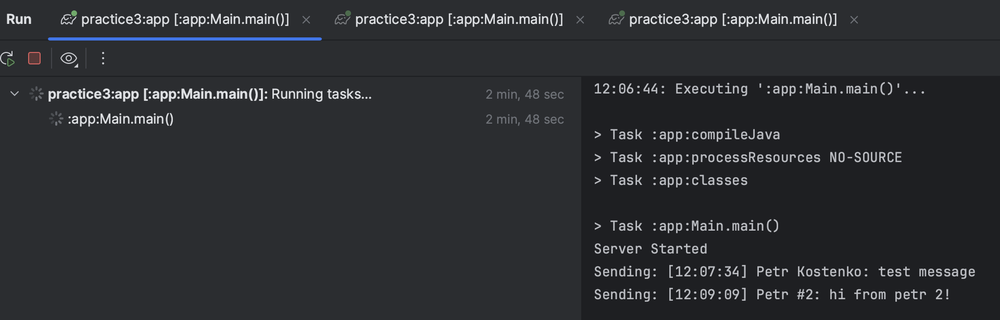 Run practice3:app [:app:Main.main()] practice3:app [:app:Main.main()] practice3:app [:app:Main.main()]
practice3:app [:app:Main.main()]: Running tasks... 2 min, 48 sec
:app:Main.main() 2 min, 48 sec
12:06:44: Executing ':app:Main.main()'...
> Task :app:compileJava
> Task :app:processResources NO-SOURCE
> Task :app:classes
> Task :app:Main.main()
Server Started
Sending: [12:07:34] Petr Kostenko: test message
Sending: [12:09:09] Petr #2: hi from petr 2!